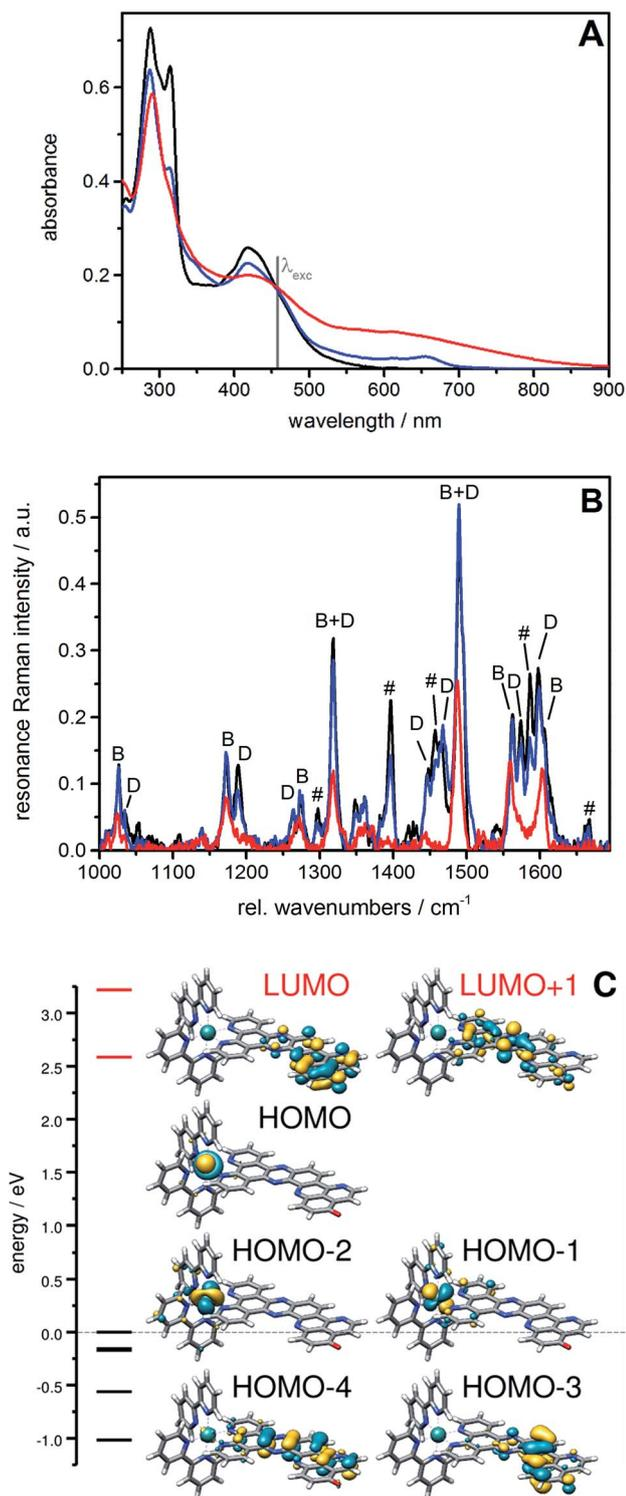 A
absorbance
0.6
0.4
0.2
0.0
λexc
300 400 500 600 700 800 900
wavelength / nm
B
resonance Raman intensity / a.u.
0.5
0.4
0.3
0.2
0.1
0.0
B+D
B+D
B
D
B
D
D
B
#
#
D
#
D
B
D
#
D
B
#
1000 1100 1200 1300 1400 1500 1600
rel. wavenumbers / cm-1
C
energy / eV
3.0
2.5
2.0
1.5
1.0
0.5
0.0
-0.5
-1.0
LUMO LUMO+1
HOMO
HOMO-2 HOMO-1
HOMO-4 HOMO-3